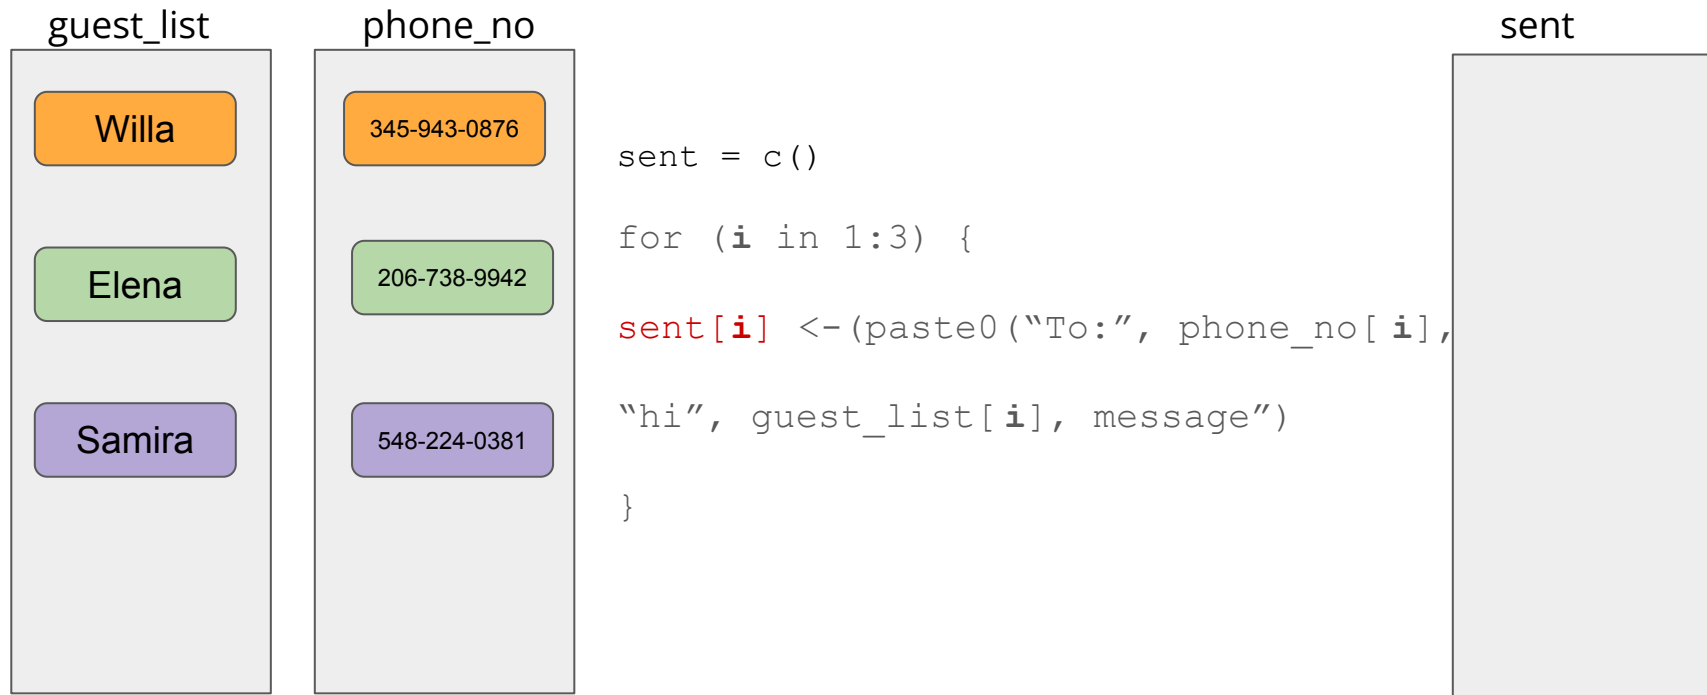 guest_list
phone_no
sent
Willa
345-943-0876
Elena
206-738-9942
Samira
548-224-0381
sent = c()
for (i in 1:3) {
sent[i] <-(paste0(“To:”, phone_no[ i],
“hi”, guest_list[ i], message”)
}